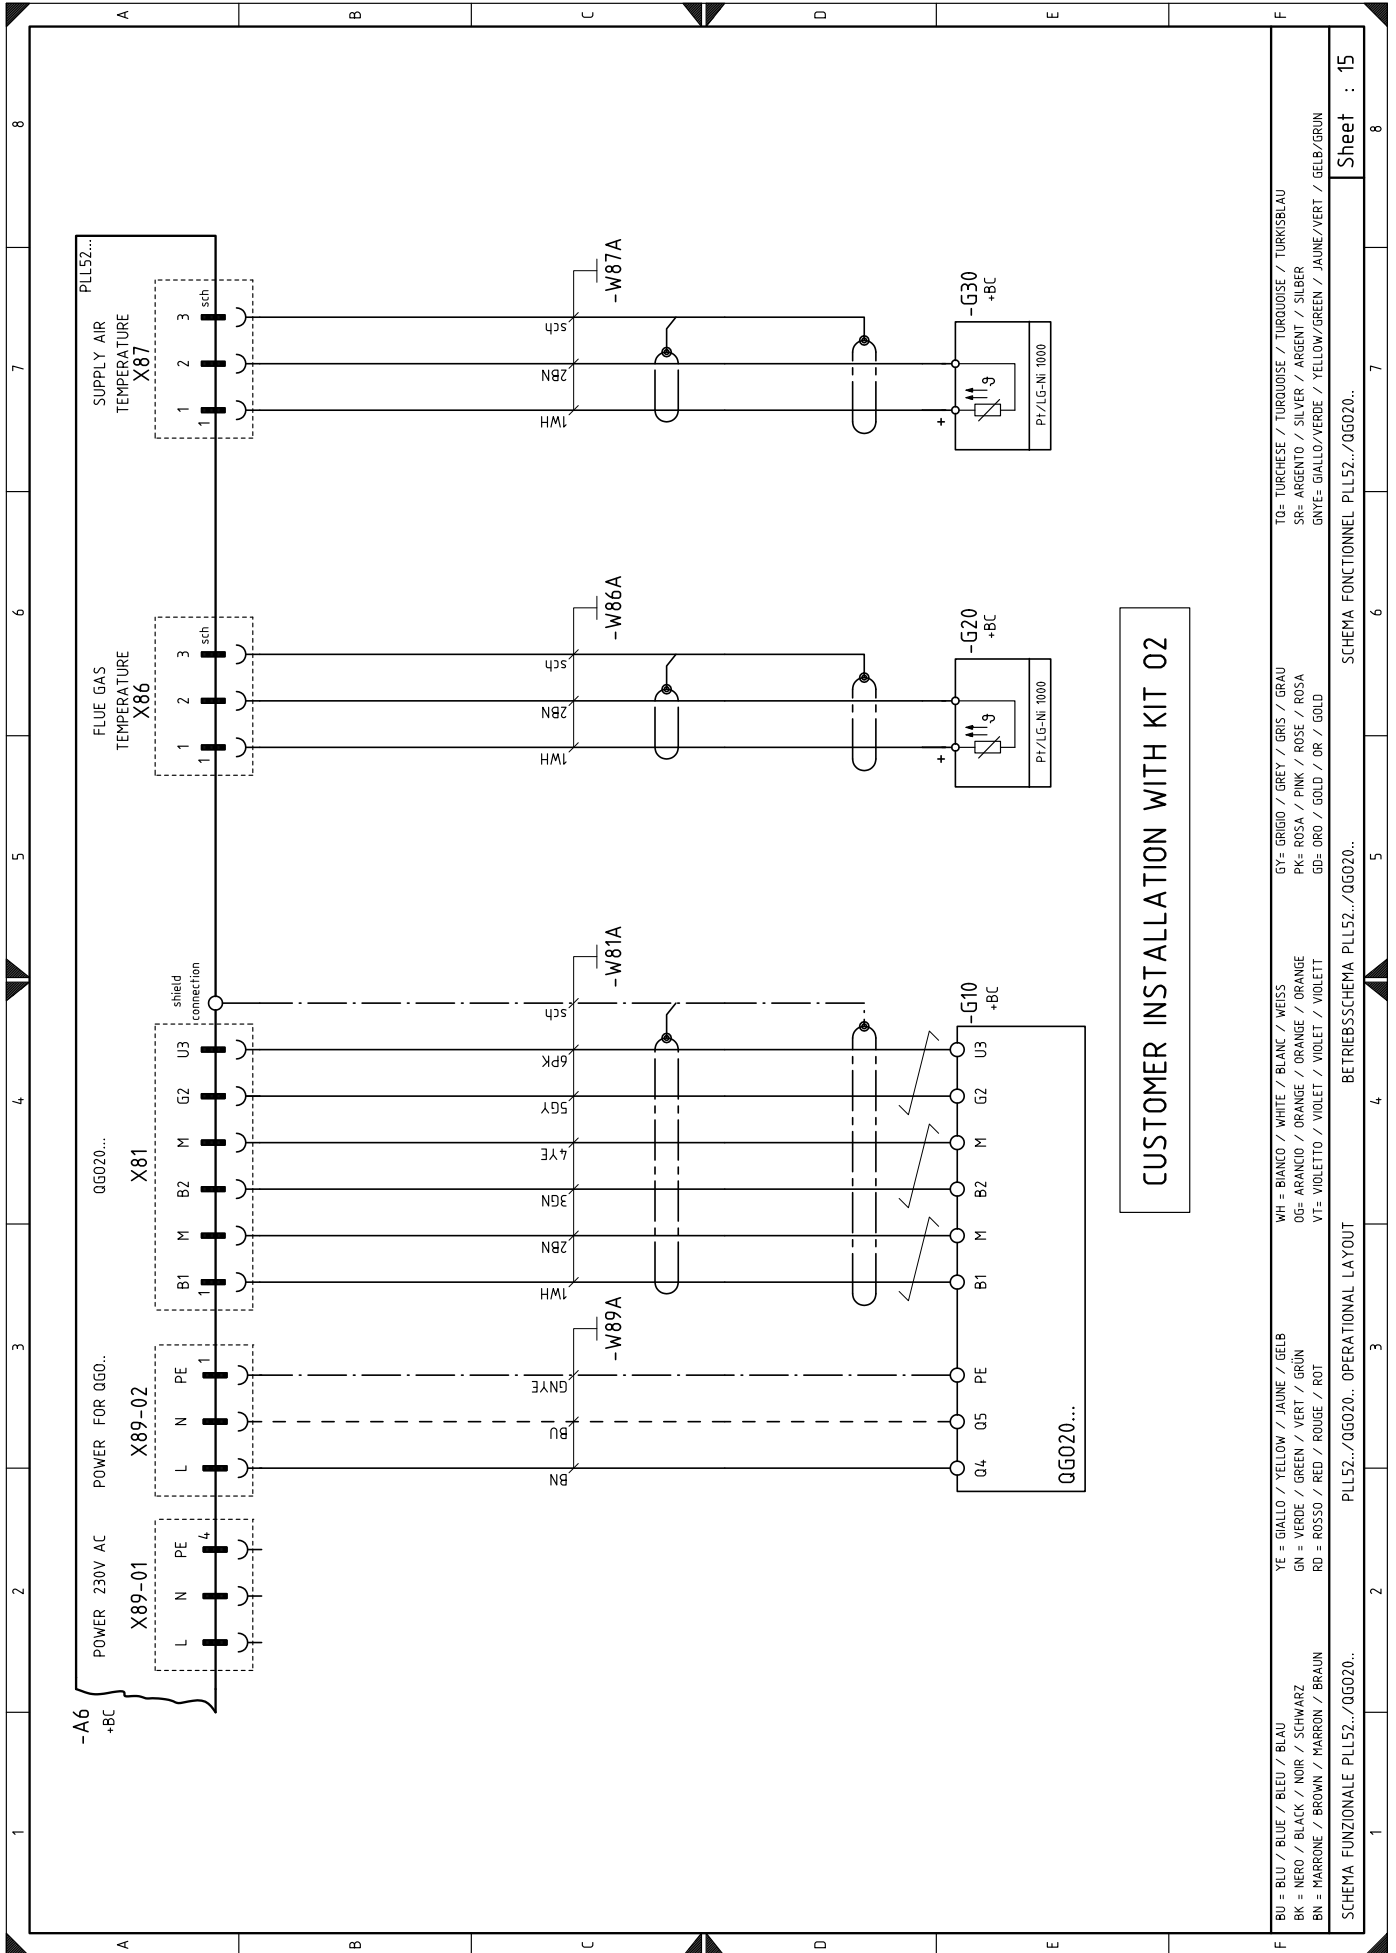 1 2 3 4 5 6 7 8
A A
B B
C C
D D
E E
F F
-A6
+BC
PLL52...
POWER 230V AC
X89-01
L N PE
4
POWER FOR QGO..
X89-02
L N PE
1
QGO20...
X81
B1 M B2 M G2 U3
1
shield
connection
FLUE GAS
TEMPERATURE
X86
1 2 3
1
sch
SUPPLY AIR
TEMPERATURE
X87
1 2 3
1
sch
BN BU GNYE
-W89A
1WH 2BN 3GN 4YE 5GY 6PK sch
-W81A
1WH 2BN sch
-W86A
1WH 2BN sch
-W87A
Q4 Q5 PE B1 M B2 M G2 U3
-G10
+BC
QGO20...
+
-G20
+BC
ϑ
Pt/LG-Ni 1000
+
-G30
+BC
ϑ
Pt/LG-Ni 1000
CUSTOMER INSTALLATION WITH KIT O2
BU = BLU / BLUE / BLEU / BLAU
BK = NERO / BLACK / NOIR / SCHWARZ
BN = MARRONE / BROWN / MARRON / BRAUN
YE = GIALLO / YELLOW / JAUNE / GELB
GN = VERDE / GREEN / VERT / GRÜN
RD = ROSSO / RED / ROUGE / ROT
WH = BIANCO / WHITE / BLANC / WEISS
OG= ARANCIO / ORANGE / ORANGE / ORANGE
VT= VIOLETTO / VIOLET / VIOLET / VIOLETT
GY= GRIGIO / GREY / GRIS / GRAU
PK= ROSA / PINK / ROSE / ROSA
GD= ORO / GOLD / OR / GOLD
TQ= TURCHESE / TURQUOISE / TURQUOISE / TURKISBLAU
SR= ARGENTO / SILVER / ARGENT / SILBER
GNYE= GIALLO/VERDE / YELLOW/GREEN / JAUNE/VERT / GELB/GRUN
SCHEMA FUNZIONALE PLL52../QGO20..
PLL52../QGO20.. OPERATIONAL LAYOUT
BETRIEBSSCHEMA PLL52../QGO20..
SCHEMA FONCTIONNEL PLL52../QGO20..
Sheet : 15
1 2 3 4 5 6 7 8